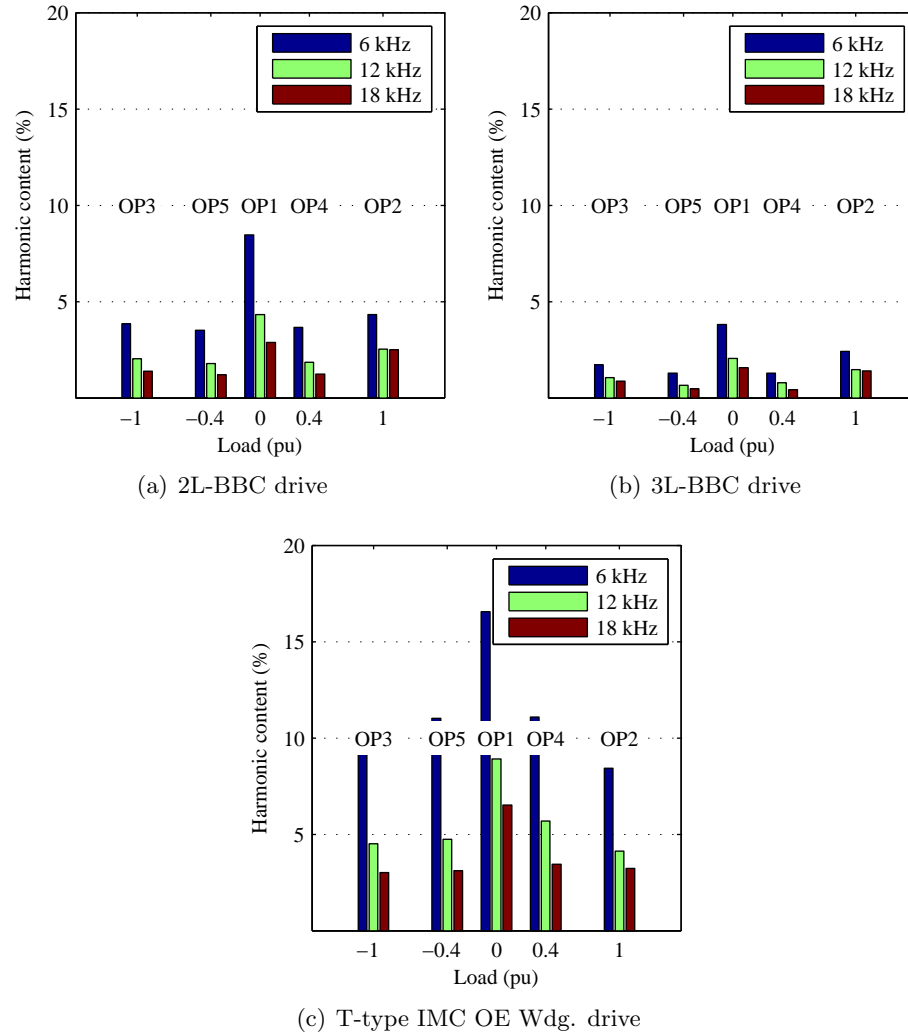 20
15
10
5
Harmonic content (%)
6 kHz
12 kHz
18 kHz
OP3 OP5 OP1 OP4 OP2
−1 −0.4 0 0.4 1
Load (pu)
(a) 2L-BBC drive
20
15
10
5
Harmonic content (%)
6 kHz
12 kHz
18 kHz
OP3 OP5 OP1 OP4 OP2
−1 −0.4 0 0.4 1
Load (pu)
(b) 3L-BBC drive
20
15
10
5
Harmonic content (%)
6 kHz
12 kHz
18 kHz
OP3 OP5 OP1 OP4 OP2
−1 −0.4 0 0.4 1
Load (pu)
(c) T-type IMC OE Wdg. drive